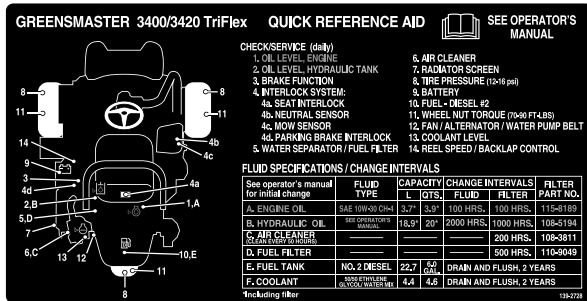 GREENSMASTER 3400/3420 TriFlex QUICK REFERENCE AID
SEE OPERATOR'S MANUAL
CHECK/SERVICE (daily)
1. OIL LEVEL, ENGINE
2. OIL LEVEL, HYDRAULIC TANK
3. BRAKE FUNCTION
4. INTERLOCK SYSTEM:
4a. SEAT INTERLOCK
4b. NEUTRAL SENSOR
4c. MOW SENSOR
4d. PARKING BRAKE INTERLOCK
5. WATER SEPARATOR / FUEL FILTER
6. AIR CLEANER
7. RADIATOR SCREEN
8. TIRE PRESSURE (12-16 psi)
9. BATTERY
10. FUEL - DIESEL #2
11. WHEEL NUT TORQUE (70-90 FT-LBS)
12. FAN / ALTERNATOR / WATER PUMP BELT
13. COOLANT LEVEL
14. REEL SPEED / BACKLAP CONTROL
8
11
8
11
14
9
3
4d
2,B
5,D
7
6,C
13
12
4b
4c
4a
1,A
10,E
11
8
FLUID SPECIFICATIONS / CHANGE INTERVALS
See operator's manual for initial change FLUID TYPE CAPACITY L QTS. CHANGE INTERVALS FLUID FILTER FILTER PART NO.
A. ENGINE OIL SAE 10W-30 CH-4 3.7* 3.9* 100 HRS. 100 HRS. 115-8189
B. HYDRAULIC OIL SEE OPERATOR'S MANUAL 18.9* 20* 2000 HRS. 1000 HRS. 108-5194
C. AIR CLEANER (CLEAN EVERY 50 HOURS) 200 HRS. 108-3811
D. FUEL FILTER 500 HRS. 110-9049
E. FUEL TANK NO. 2 DIESEL 22.7 6.0 GAL. DRAIN AND FLUSH, 2 YEARS
F. COOLANT 50/50 ETHYLENE GLYCOL/ WATER MIX 4.4 4.6 DRAIN AND FLUSH, 2 YEARS
*Including filter
139-2728